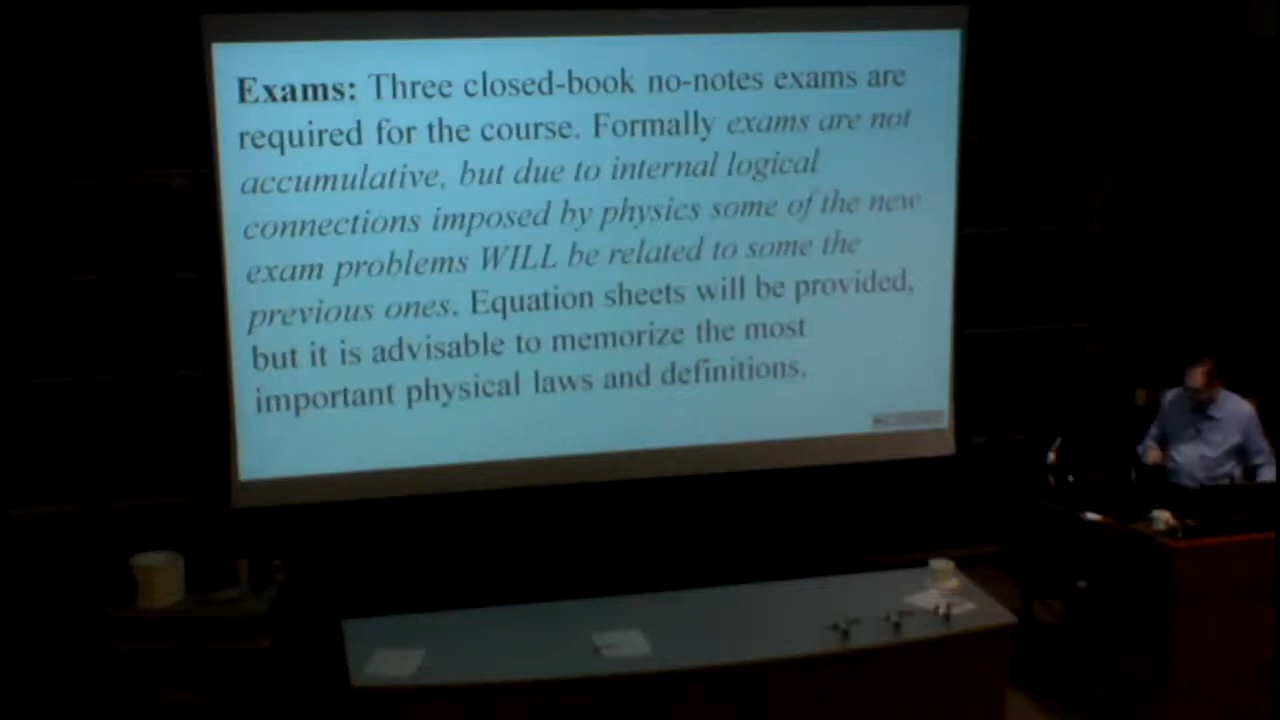 Exams: Three closed-book no-notes exams are
required for the course. Formally exams are not
accumulative, but due to internal logical
connections imposed by physics some of the new
exam problems WILL be related to some the
previous ones. Equation sheets will be provided,
but it is advisable to memorize the most
important physical laws and definitions.